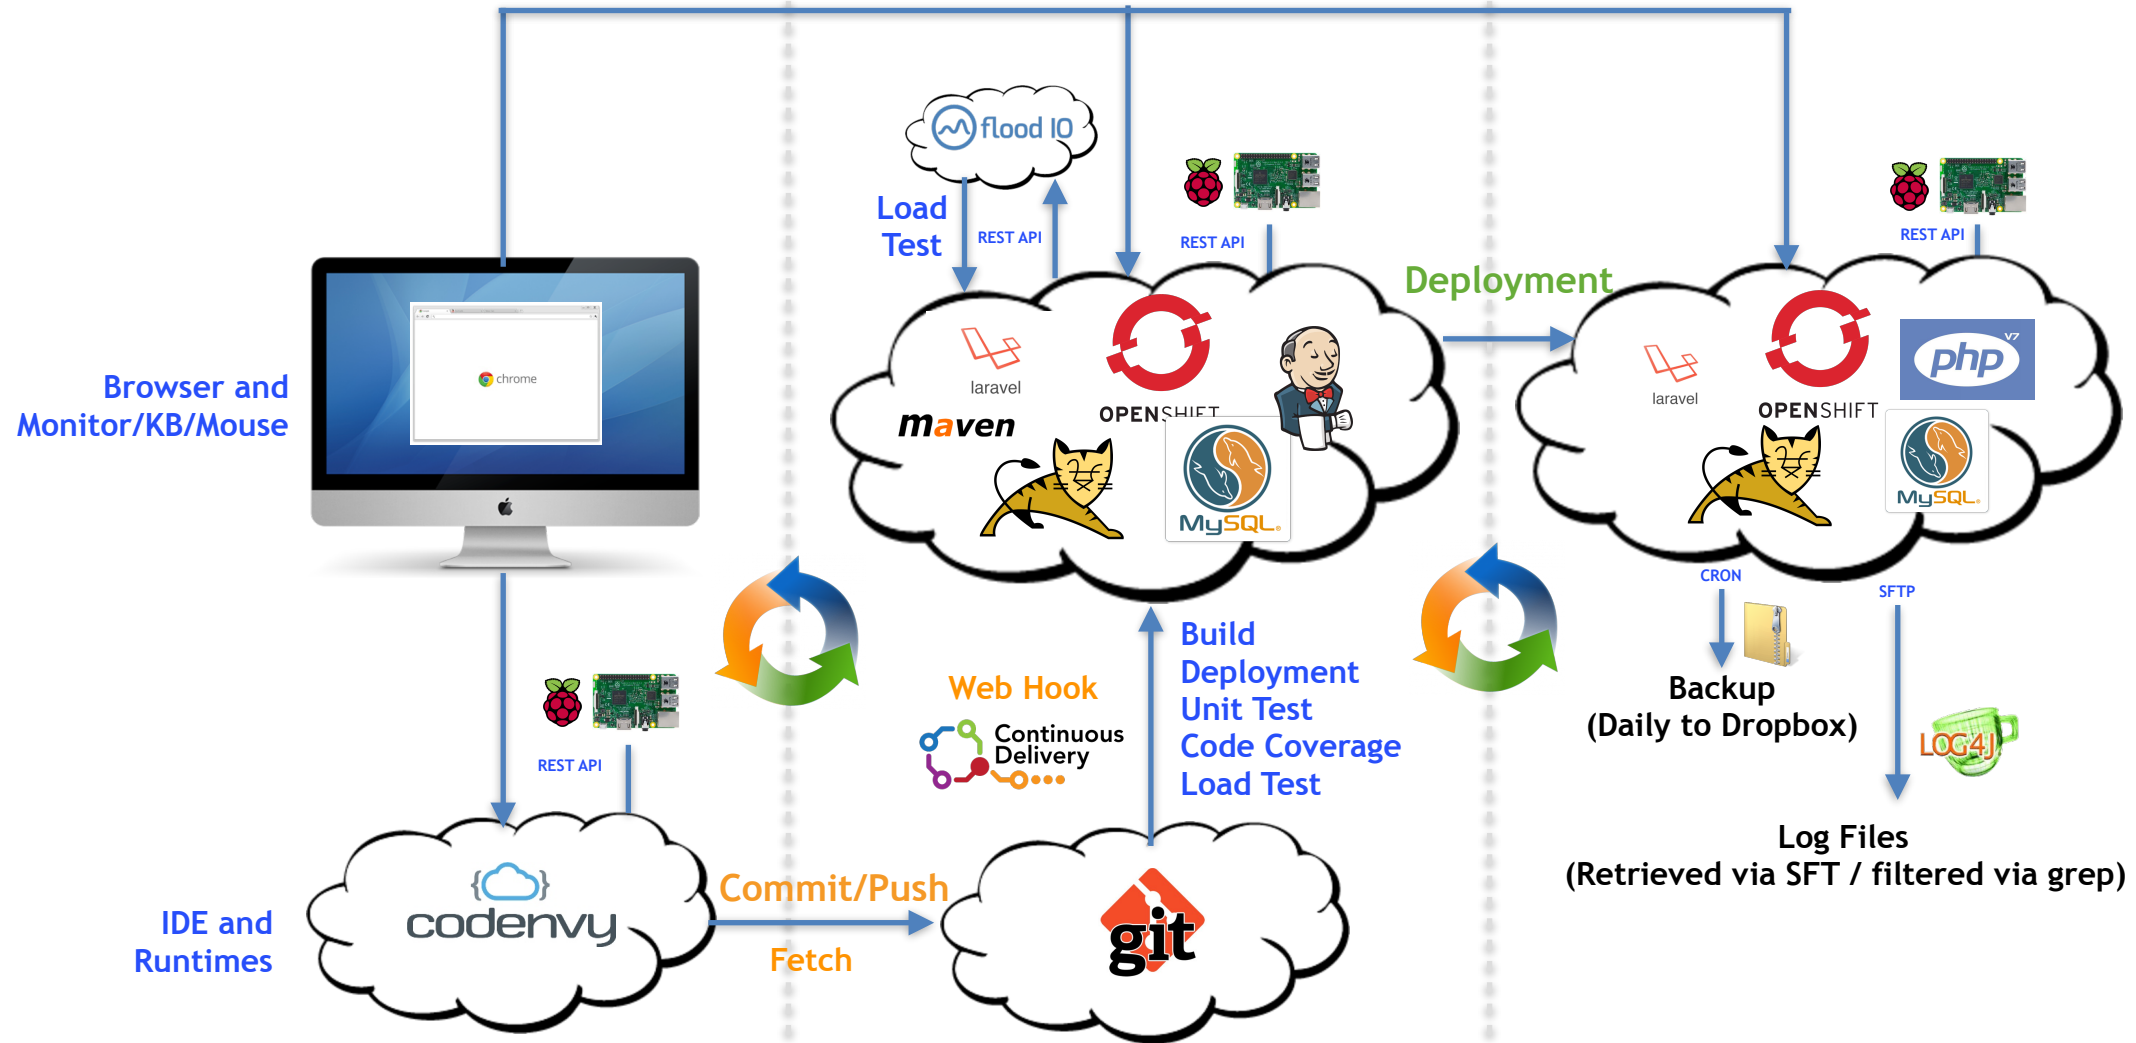 flood IO
Load
Test
REST API
REST API
REST API
Deployment
Browser and
Monitor/KB/Mouse
chrome
laravel
maven
OPENSHIFT
MySQL
laravel
OPENSHIFT
php
V7
MySQL
CRON
SFTP
Backup
(Daily to Dropbox)
LOG4J
Log Files
(Retrieved via SFT / filtered via grep)
Web Hook
Continuous
Delivery
Build
Deployment
Unit Test
Code Coverage
Load Test
REST API
IDE and
Runtimes
{ }
codenvy
Commit/Push
Fetch
git